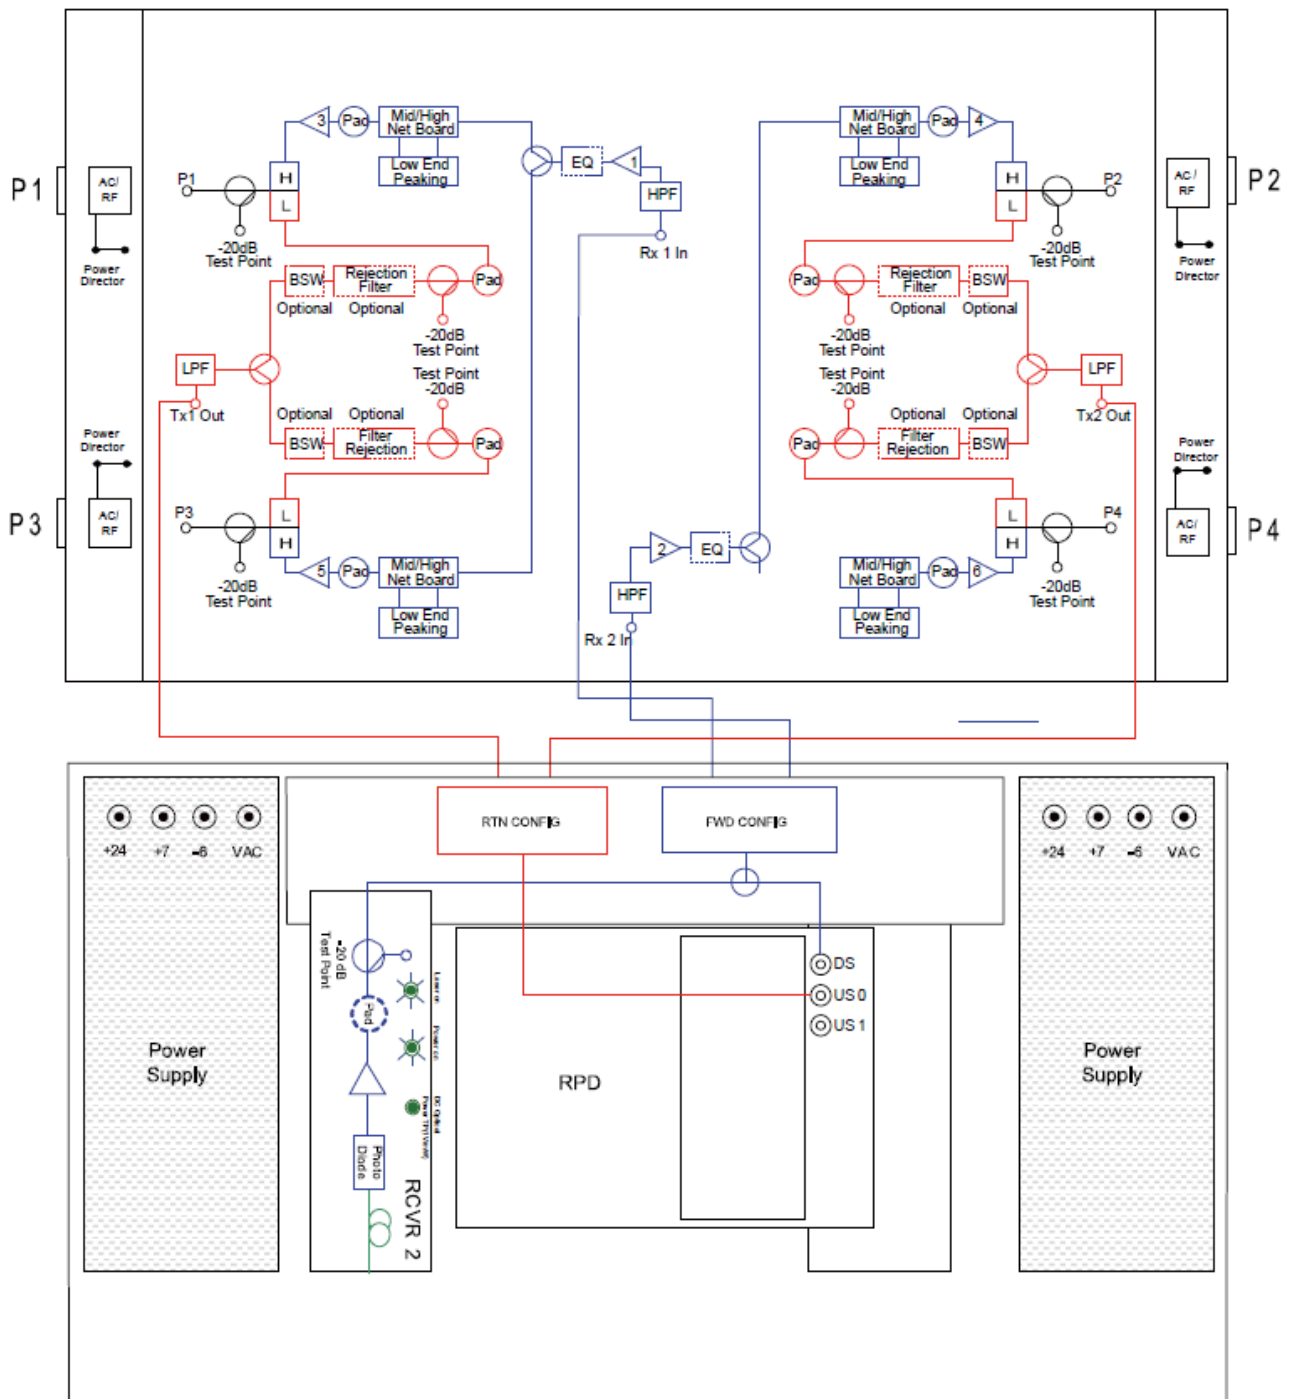 3
Pad
Mid/High
Net Board
Low End
Peaking
EQ
1
HPF
Rx 1 In
Mid/High
Net Board
Low End
Peaking
Pad
4
P1
AC/
RF
Power
Director
P1
H
L
-20dB
Test Point
H
L
P2
-20dB
Test Point
AC/
RF
Power
Director
P2
BSW
Optional
Rejection
Filter
Optional
Pad
-20dB
Test Point
Pad
-20dB
Test Point
Rejection
Filter
Optional
BSW
Optional
LPF
Tx1 Out
Test Point
-20dB
Test Point
-20dB
LPF
Tx2 Out
Optional
BSW
Optional
Filter
Rejection
Pad
Pad
Optional
Filter
Rejection
Optional
BSW
Power
Director
AC/
RF
P3
P3
L
H
-20dB
Test Point
5
Pad
Mid/High
Net Board
Low End
Peaking
2
EQ
HPF
Rx 2 In
Mid/High
Net Board
Low End
Peaking
Pad
6
L
H
P4
-20dB
Test Point
Power
Director
AC/
RF
P4
RTN CONFIG
FWD CONFIG
+24
+7
-6
VAC
Power
Supply
-20 dB
Test Point
Pad
Laser on
Power on
DC Optical
Photo
Diode
RCVR 2
RPD
DS
US 0
US 1
+24
+7
-6
VAC
Power
Supply